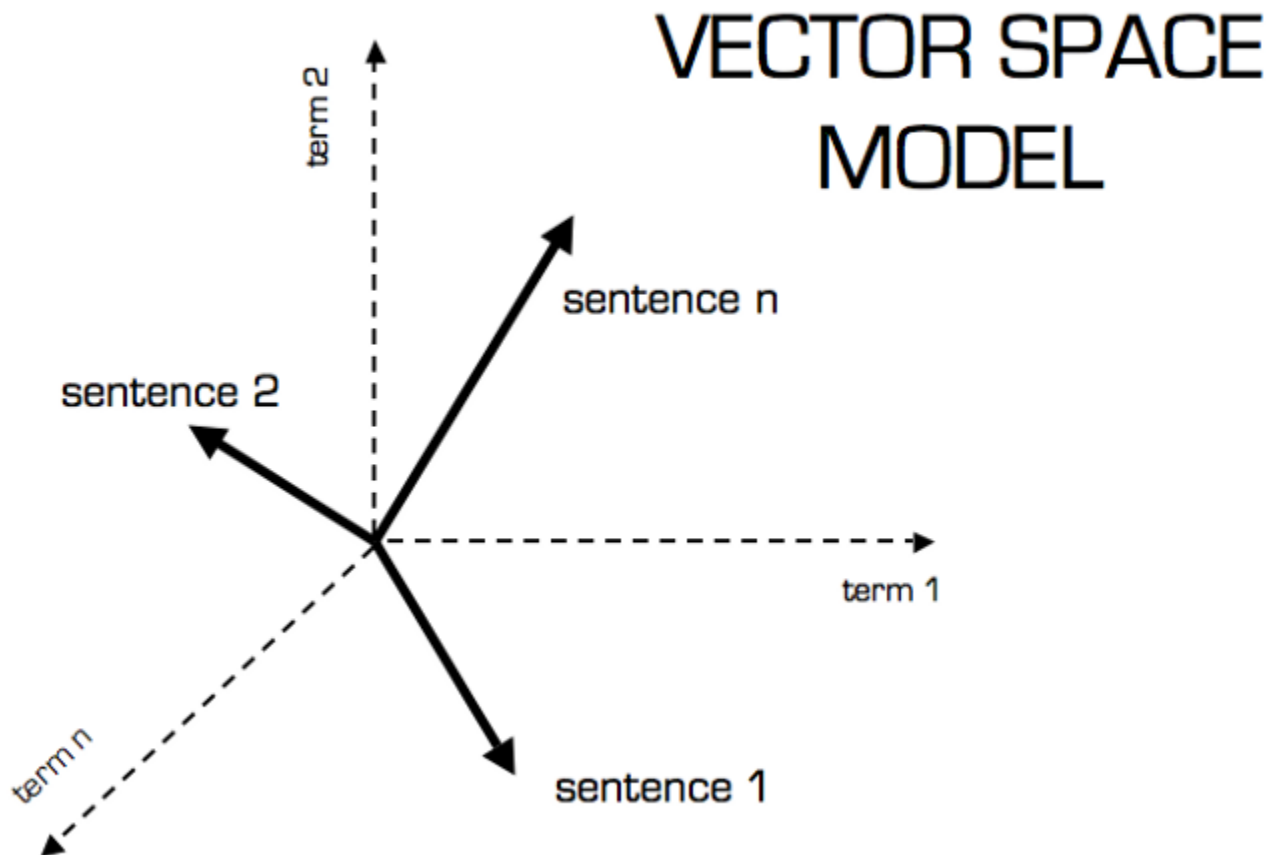 VECTOR SPACE
MODEL
term 2
sentence n
sentence 2
term 1
term n
sentence 1